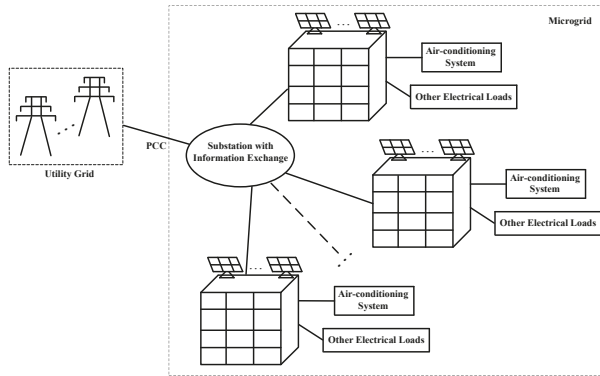 Microgrid
Air-conditioning
System
Other Electrical Loads
Utility Grid
PCC
Substation with
Information Exchange
Air-conditioning
System
Other Electrical Loads
Air-conditioning
System
Other Electrical Loads